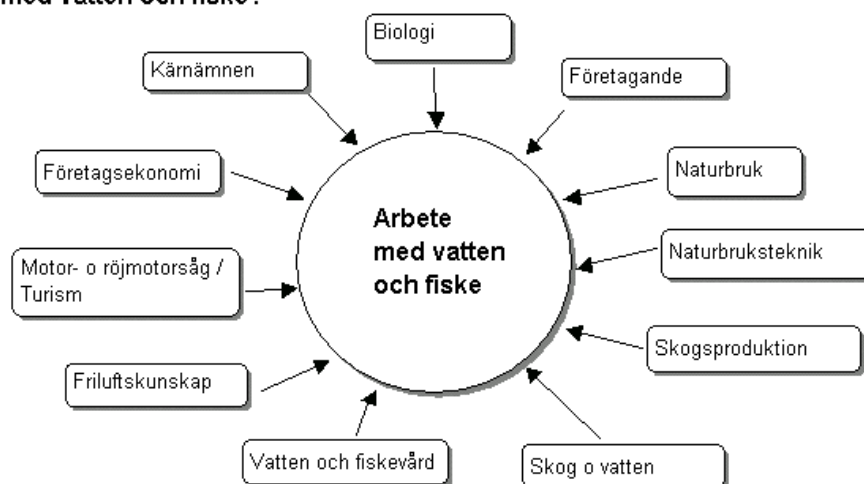 med vatten och fiske?
Biologi
Kärnämnen
Företagande
Företagsekonomi
Naturbruk
Arbete
med vatten
och fiske
Naturbruksteknik
Motor- o röjmotorsåg /
Turism
Skogsproduktion
Friluftskunskap
Vatten och fiskevård
Skog o vatten